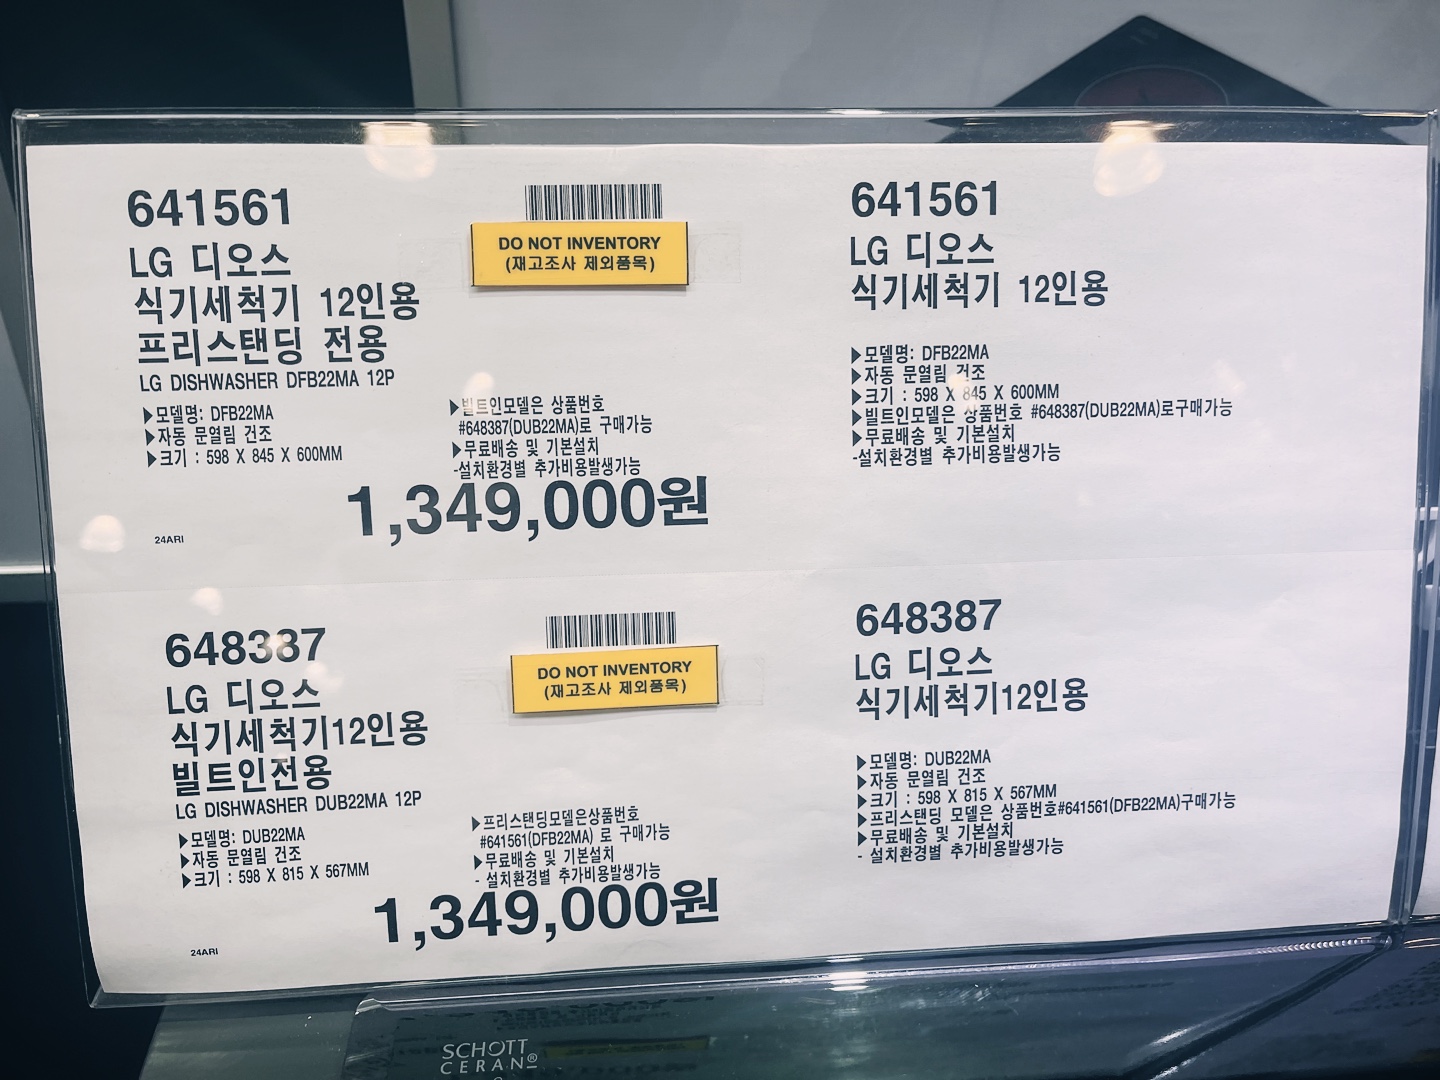 641561
LG 디오스
식기세척기 12인용
프리스탠딩 전용
LG DISHWASHER DFB22MA 12P
▶모델명: DFB22MA
▶자동 문열림 건조
▶크기 : 598 X 845 X 600MM
DO NOT INVENTORY
(재고조사 제외품목)
▶빌트인모델은 상품번호
#648387(DUB22MA)로 구매가능
▶무료배송 및 기본설치
-설치환경별 추가비용발생가능
1,349,000원
24ARI
641561
LG 디오스
식기세척기 12인용
▶모델명: DFB22MA
▶자동 문열림 건조
▶크기 : 598 X 845 X 600MM
▶빌트인모델은 상품번호 #648387(DUB22MA)로구매가능
▶무료배송 및 기본설치
-설치환경별 추가비용발생가능
648387
LG 디오스
식기세척기12인용
빌트인전용
LG DISHWASHER DUB22MA 12P
▶모델명: DUB22MA
▶자동 문열림 건조
▶크기 : 598 X 815 X 567MM
DO NOT INVENTORY
(재고조사 제외품목)
▶프리스탠딩모델은상품번호
#641561(DFB22MA) 로 구매가능
▶무료배송 및 기본설치
- 설치환경별 추가비용발생가능
1,349,000원
24ARI
648387
LG 디오스
식기세척기12인용
▶모델명: DUB22MA
▶자동 문열림 건조
▶크기 : 598 X 815 X 567MM
▶프리스탠딩 모델은 상품번호#641561(DFB22MA)구매가능
▶무료배송 및 기본설치
- 설치환경별 추가비용발생가능
SCHOTT
CERAN®